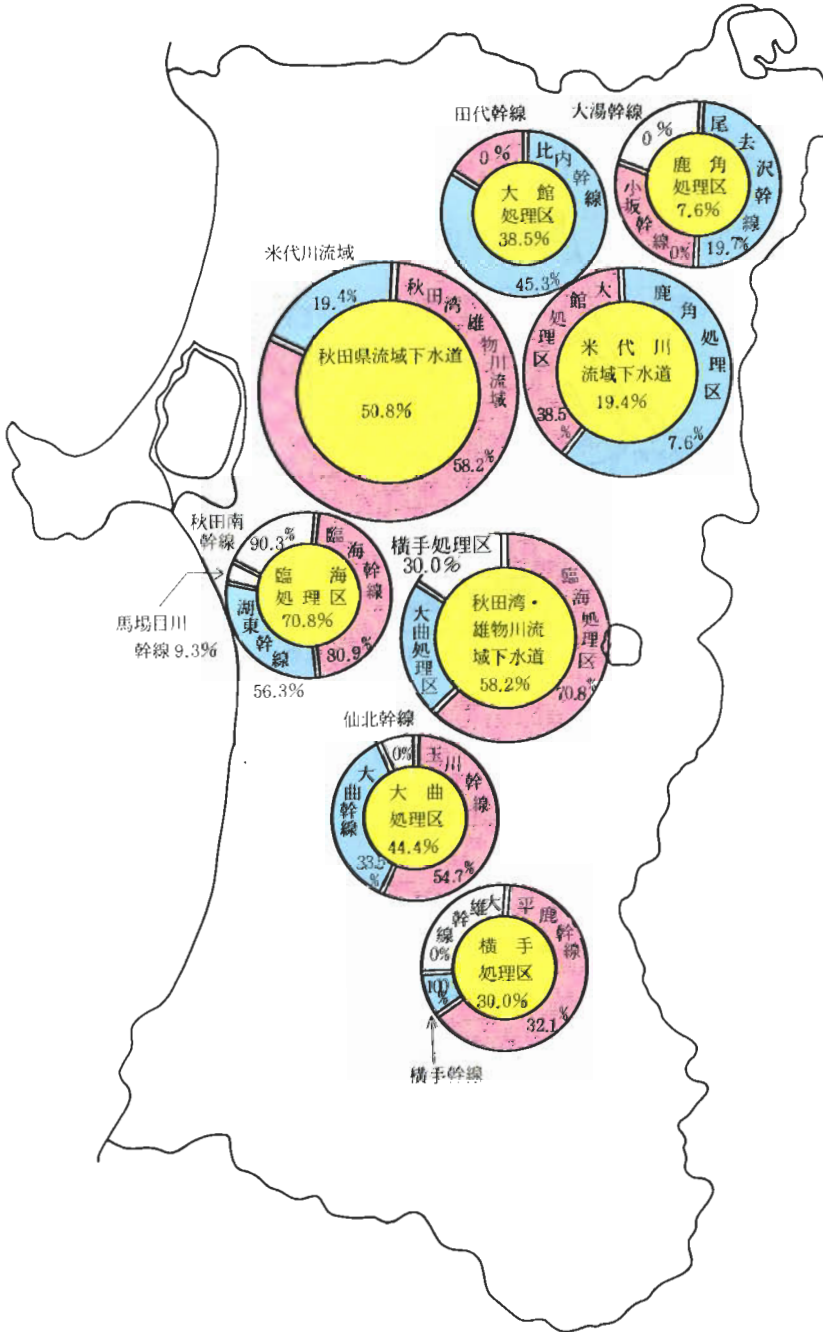 田代幹線
0%
比内幹線
大館
処理区
38.5%
45.3%
大湯幹線
0%
尾去沢幹線
鹿角
処理区
7.6%
小坂幹線
0%
19.7%
米代川流域
19.4%
秋田湾雄物川流域
秋田県流域下水道
50.8%
58.2%
大館処理区
鹿角処理区
米代川
流域下水道
19.4%
38.5%
7.6%
秋田南
幹線
90.3%
臨海幹線
臨海
処理区
70.8%
馬場目川
幹線 9.3%
湖東幹線
80.9%
56.3%
横手処理区
30.0%
臨海処理区
秋田湾・
雄物川流
域下水道
58.2%
大曲処理区
70.8%
仙北幹線
0%
玉川幹線
大曲幹線
大曲
処理区
44.4%
33.5%
54.7%
大雄幹線
0%
平鹿幹線
横手
処理区
30.0%
100%
32.1%
横手幹線